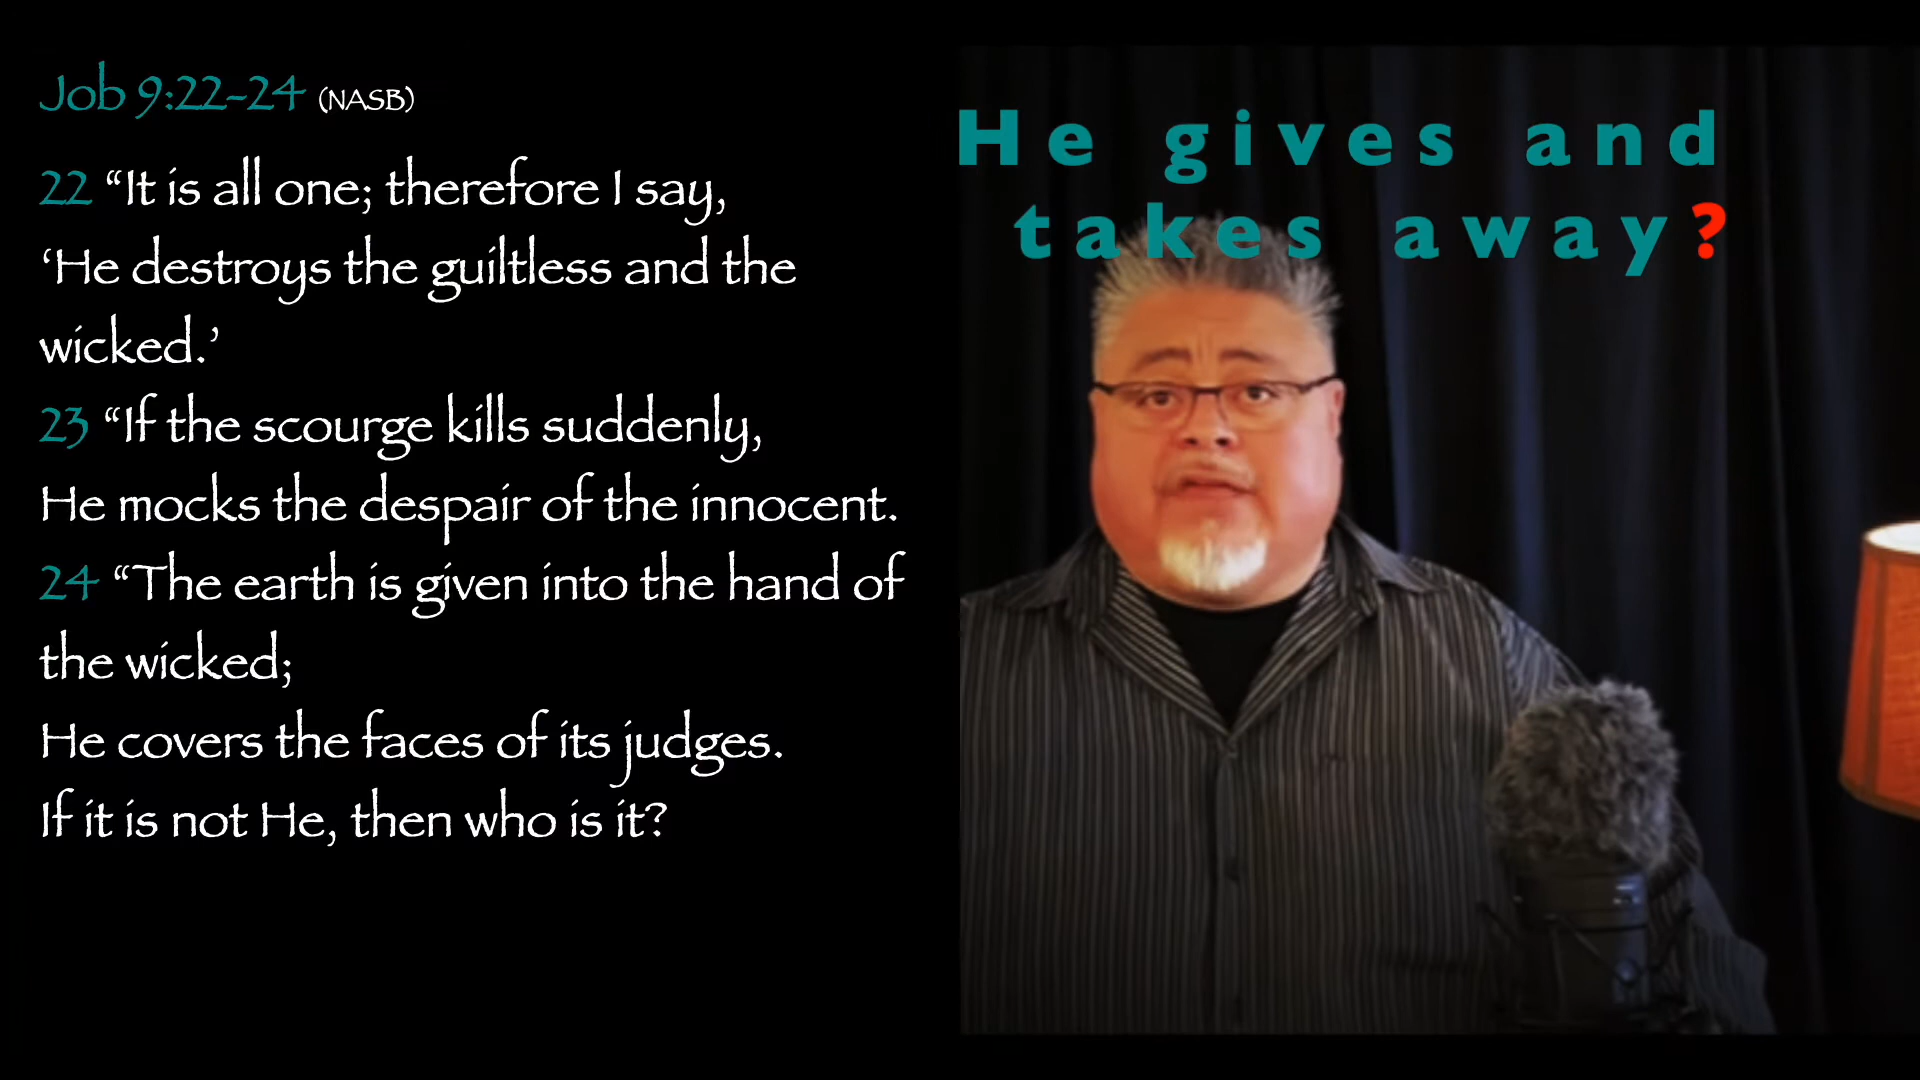 Job 9:22-24 (NASB)
22 “It is all one; therefore I say,
‘He destroys the guiltless and the
wicked.’
23 “If the scourge kills suddenly,
He mocks the despair of the innocent.
24 “The earth is given into the hand of
the wicked;
He covers the faces of its judges.
If it is not He, then who is it?
He gives and
takes away?